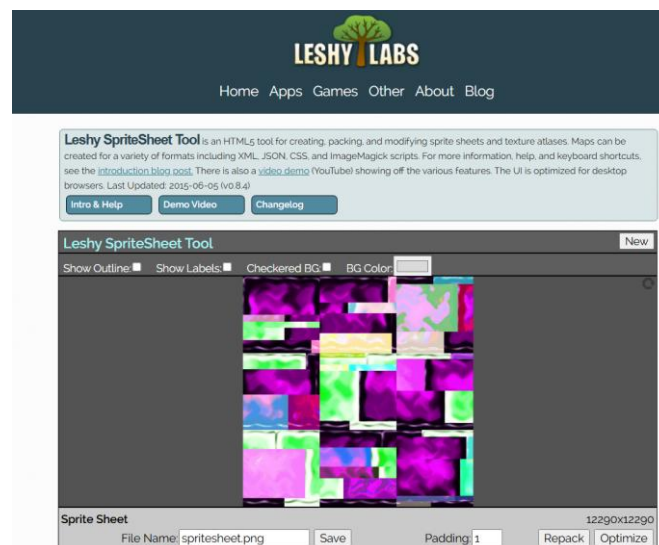 LESHY LABS
Home Apps Games Other About Blog
Leshy SpriteSheet Tool is an HTML5 tool for creating, packing, and modifying sprite sheets and texture atlases. Maps can be
created for a variety of formats including XML, JSON, CSS, and ImageMagick scripts. For more information, help, and keyboard shortcuts,
see the introduction blog post. There is also a video demo (YouTube) showing off the various features. The UI is optimized for desktop
browsers. Last Updated: 2015-06-05 (v0.8.4)
Intro & Help Demo Video Changelog
Leshy SpriteSheet Tool New
Show Outline: Show Labels: Checkered BG: BG Color:
Sprite Sheet 12290x12290
File Name: spritesheet.png Save Padding: 1 Repack Optimize